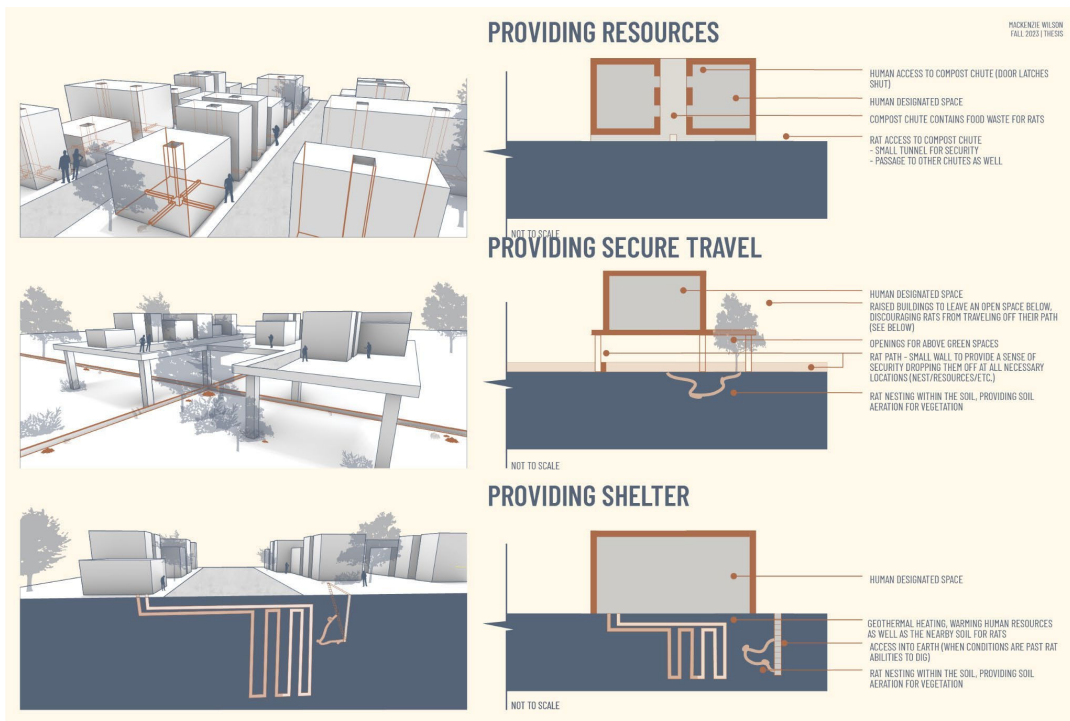 PROVIDING RESOURCES
MACKENZIE WILSON
FALL 2023 | THESIS
HUMAN ACCESS TO COMPOST CHUTE (DOOR LATCHES
SHUT)
HUMAN DESIGNATED SPACE
COMPOST CHUTE CONTAINS FOOD WASTE FOR RATS
RAT ACCESS TO COMPOST CHUTE
- SMALL TUNNEL FOR SECURITY
- PASSAGE TO OTHER CHUTES AS WELL
NOT TO SCALE
PROVIDING SECURE TRAVEL
HUMAN DESIGNATED SPACE
RAISED BUILDINGS TO LEAVE AN OPEN SPACE BELOW,
DISCOURAGING RATS FROM TRAVELING OFF THEIR PATH
(SEE BELOW)
OPENINGS FOR ABOVE GREEN SPACES
RAT PATH - SMALL WALL TO PROVIDE A SENSE OF
SECURITY DROPPING THEM OFF AT ALL NECESSARY
LOCATIONS (NEST/RESOURCES/ETC.)
RAT NESTING WITHIN THE SOIL, PROVIDING SOIL
AERATION FOR VEGETATION
NOT TO SCALE
PROVIDING SHELTER
HUMAN DESIGNATED SPACE
GEOTHERMAL HEATING, WARMING HUMAN RESOURCES
AS WELL AS THE NEARBY SOIL FOR RATS
ACCESS INTO EARTH (WHEN CONDITIONS ARE PAST RAT
ABILITIES TO DIG)
RAT NESTING WITHIN THE SOIL, PROVIDING SOIL
AERATION FOR VEGETATION
NOT TO SCALE